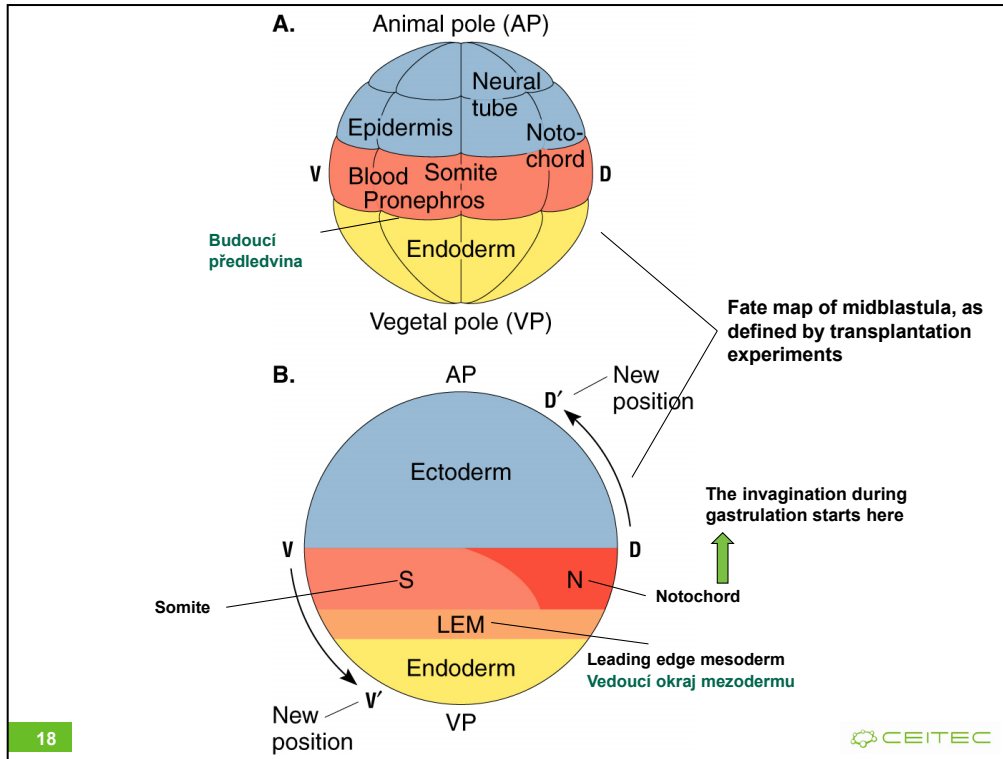 A.
Animal pole (AP)
Neural
tube
Epidermis
Noto-
chord
V
Blood
Somite
D
Pronephros
Budoucí
předledvina
Endoderm
Vegetal pole (VP)
Fate map of midblastula, as
defined by transplantation
experiments
B.
AP
D′
New
position
Ectoderm
The invagination during
gastrulation starts here
V
D
S
N
Somite
Notochord
LEM
Endoderm
Leading edge mesoderm
Vedoucí okraj mezodermu
V′
New
position
VP
18
CEITEC